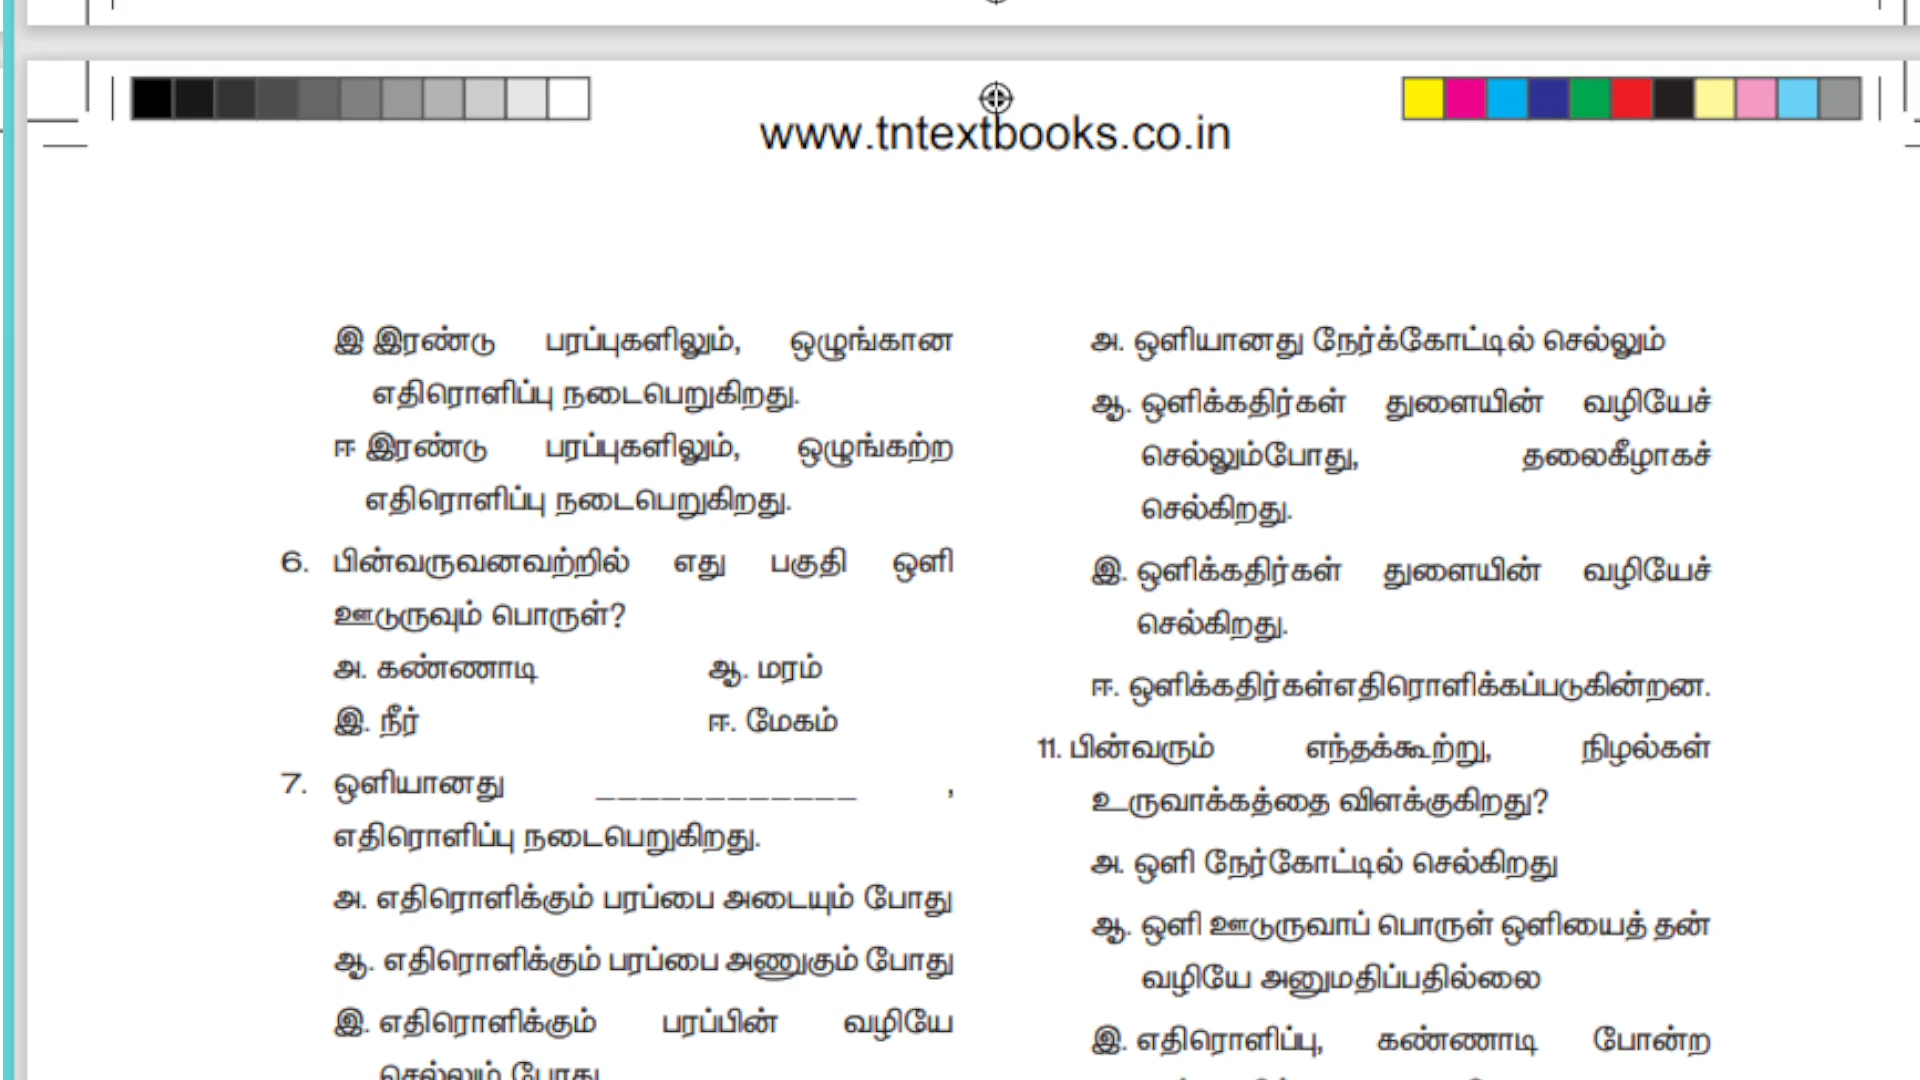 www.tntextbooks.co.in
இ இரண்டு பரப்புகளிலும், ஒழுங்கான
எதிரொளிப்பு நடைபெறுகிறது.
ஈ இரண்டு பரப்புகளிலும், ஒழுங்கற்ற
எதிரொளிப்பு நடைபெறுகிறது.
6. பின்வருவனவற்றில் எது பகுதி ஒளி
ஊடுருவும் பொருள்?
அ. கண்ணாடி ஆ. மரம்
இ. நீர் ஈ. மேகம்
7. ஒளியானது ____________ ,
எதிரொளிப்பு நடைபெறுகிறது.
அ. எதிரொளிக்கும் பரப்பை அடையும் போது
ஆ. எதிரொளிக்கும் பரப்பை அணுகும் போது
இ. எதிரொளிக்கும் பரப்பின் வழியே
செல்லும் போது
அ. ஒளியானது நேர்க்கோட்டில் செல்லும்
ஆ. ஒளிக்கதிர்கள் துளையின் வழியேச்
செல்லும்போது, தலைகீழாகச்
செல்கிறது.
இ. ஒளிக்கதிர்கள் துளையின் வழியேச்
செல்கிறது.
ஈ. ஒளிக்கதிர்கள்எதிரொளிக்கப்படுகின்றன.
11. பின்வரும் எந்தக்கூற்று, நிழல்கள்
உருவாக்கத்தை விளக்குகிறது?
அ. ஒளி நேர்கோட்டில் செல்கிறது
ஆ. ஒளி ஊடுருவாப் பொருள் ஒளியைத் தன்
வழியே அனுமதிப்பதில்லை
இ. எதிரொளிப்பு, கண்ணாடி போன்ற